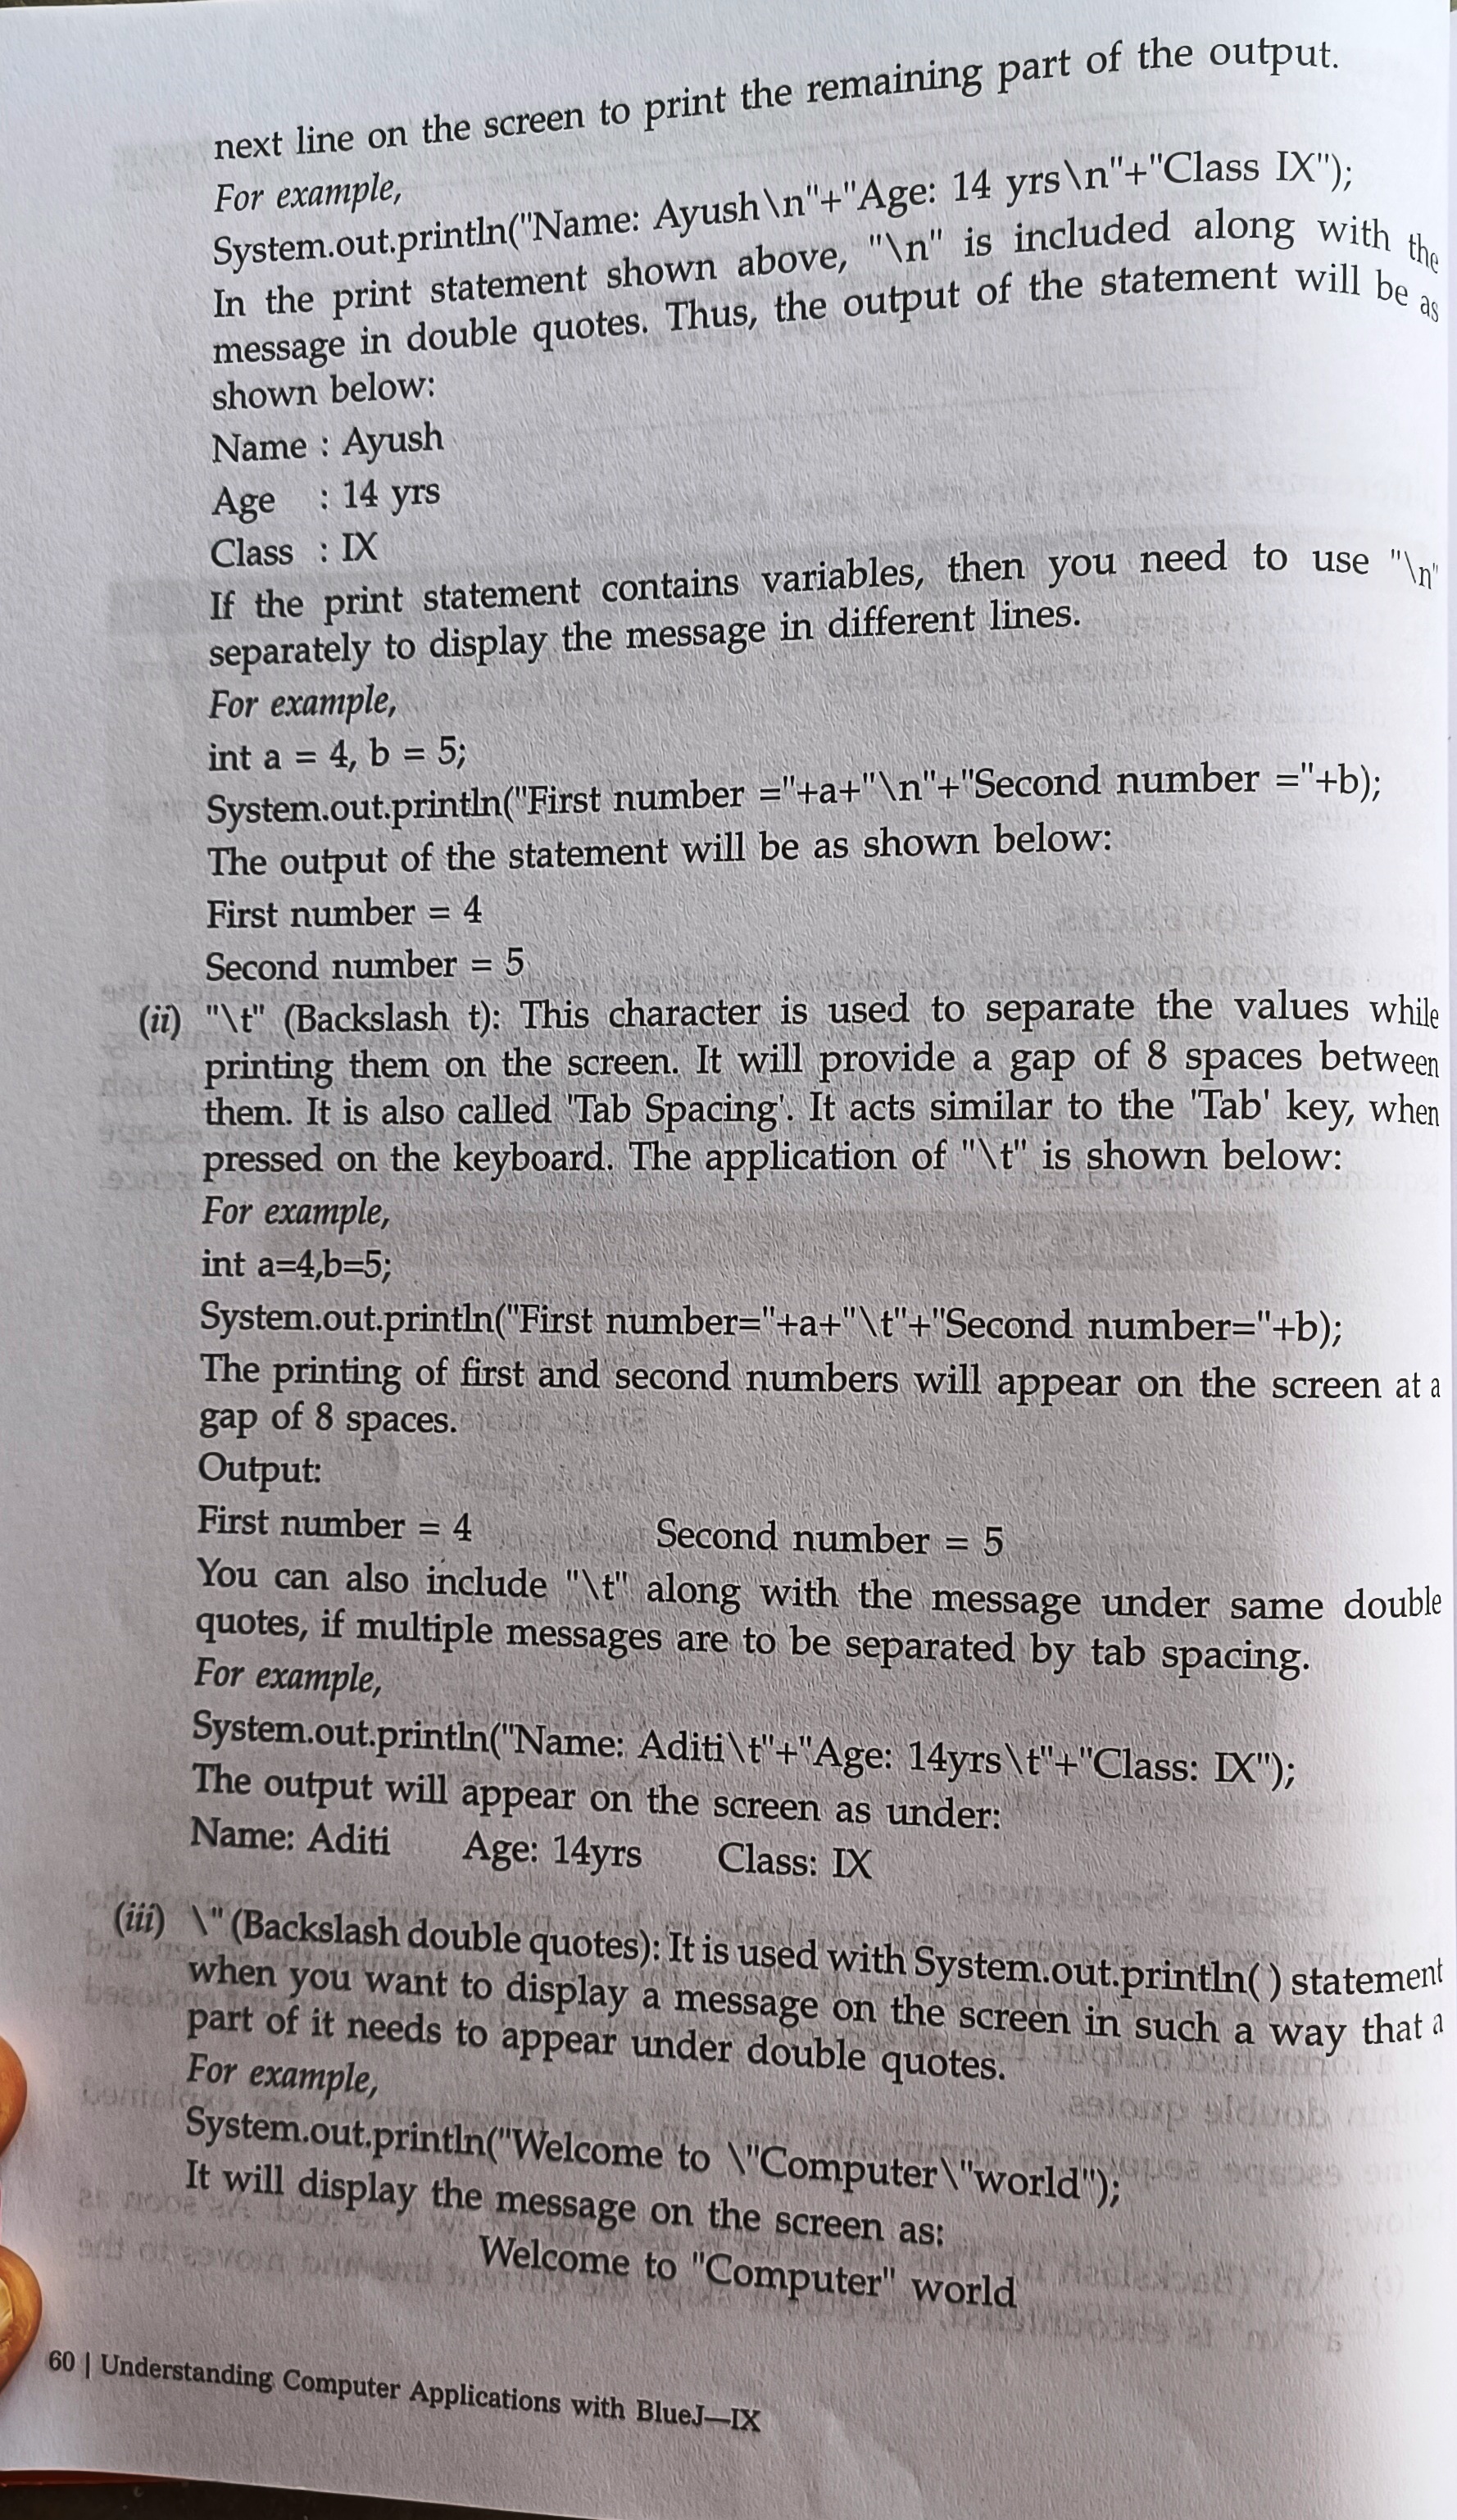 next line on the screen to print the remaining part of the output.
For example,
System.out.println("Name: Ayush\n"+"Age: 14 yrs\n"+"Class IX");
In the print statement shown above, "\n" is included along with the
message in double quotes. Thus, the output of the statement will be as
shown below:
Name : Ayush
Age : 14 yrs
Class : IX
If the print statement contains variables, then you need to use "\n"
separately to display the message in different lines.
For example,
int a = 4, b = 5;
System.out.println("First number ="+a+"\n"+"Second number ="+b);
The output of the statement will be as shown below:
First number = 4
Second number = 5
(ii) "\t" (Backslash t): This character is used to separate the values while
printing them on the screen. It will provide a gap of 8 spaces between
them. It is also called 'Tab Spacing'. It acts similar to the 'Tab' key, when
pressed on the keyboard. The application of "\t" is shown below:
For example,
int a=4,b=5;
System.out.println("First number="+a+"\t"+"Second number="+b);
The printing of first and second numbers will appear on the screen at a
gap of 8 spaces.
Output:
First number = 4 Second number = 5
You can also include "\t" along with the message under same double
quotes, if multiple messages are to be separated by tab spacing.
For example,
System.out.println("Name: Aditi\t"+"Age: 14yrs\t"+"Class: IX");
The output will appear on the screen as under:
Name: Aditi Age: 14yrs Class: IX
(iii) \" (Backslash double quotes): It is used with System.out.println( ) statement
when you want to display a message on the screen in such a way that a
part of it needs to appear under double quotes.
For example,
System.out.println("Welcome to \"Computer\"world");
It will display the message on the screen as:
Welcome to "Computer" world
60 | Understanding Computer Applications with BlueJ—IX